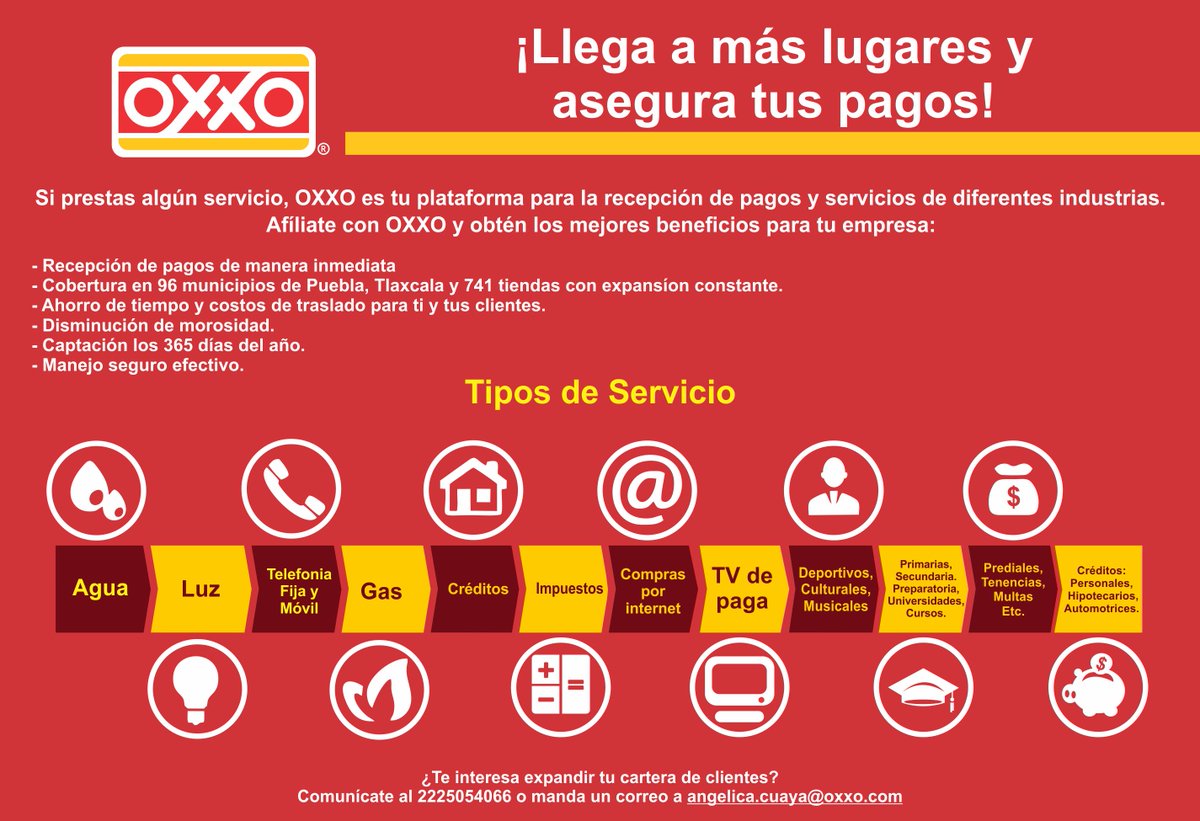 OXXO
®
¡Llega a más lugares y
asegura tus pagos!
Si prestas algún servicio, OXXO es tu plataforma para la recepción de pagos y servicios de diferentes industrias.
Afíliate con OXXO y obtén los mejores beneficios para tu empresa:
- Recepción de pagos de manera inmediata
- Cobertura en 96 municipios de Puebla, Tlaxcala y 741 tiendas con expansíon constante.
- Ahorro de tiempo y costos de traslado para ti y tus clientes.
- Disminución de morosidad.
- Captación los 365 días del año.
- Manejo seguro efectivo.
Tipos de Servicio
@
$
Agua
Luz
Telefonia
Fija y
Móvil
Gas
Créditos
Impuestos
Compras
por
internet
TV de
paga
Deportivos,
Culturales,
Musicales
Primarias,
Secundaria.
Preparatoria,
Universidades,
Cursos.
Prediales,
Tenencias,
Multas
Etc.
Créditos:
Personales,
Hipotecarios,
Automotrices.
$
¿Te interesa expandir tu cartera de clientes?
Comunícate al 2225054066 o manda un correo a angelica.cuaya@oxxo.com